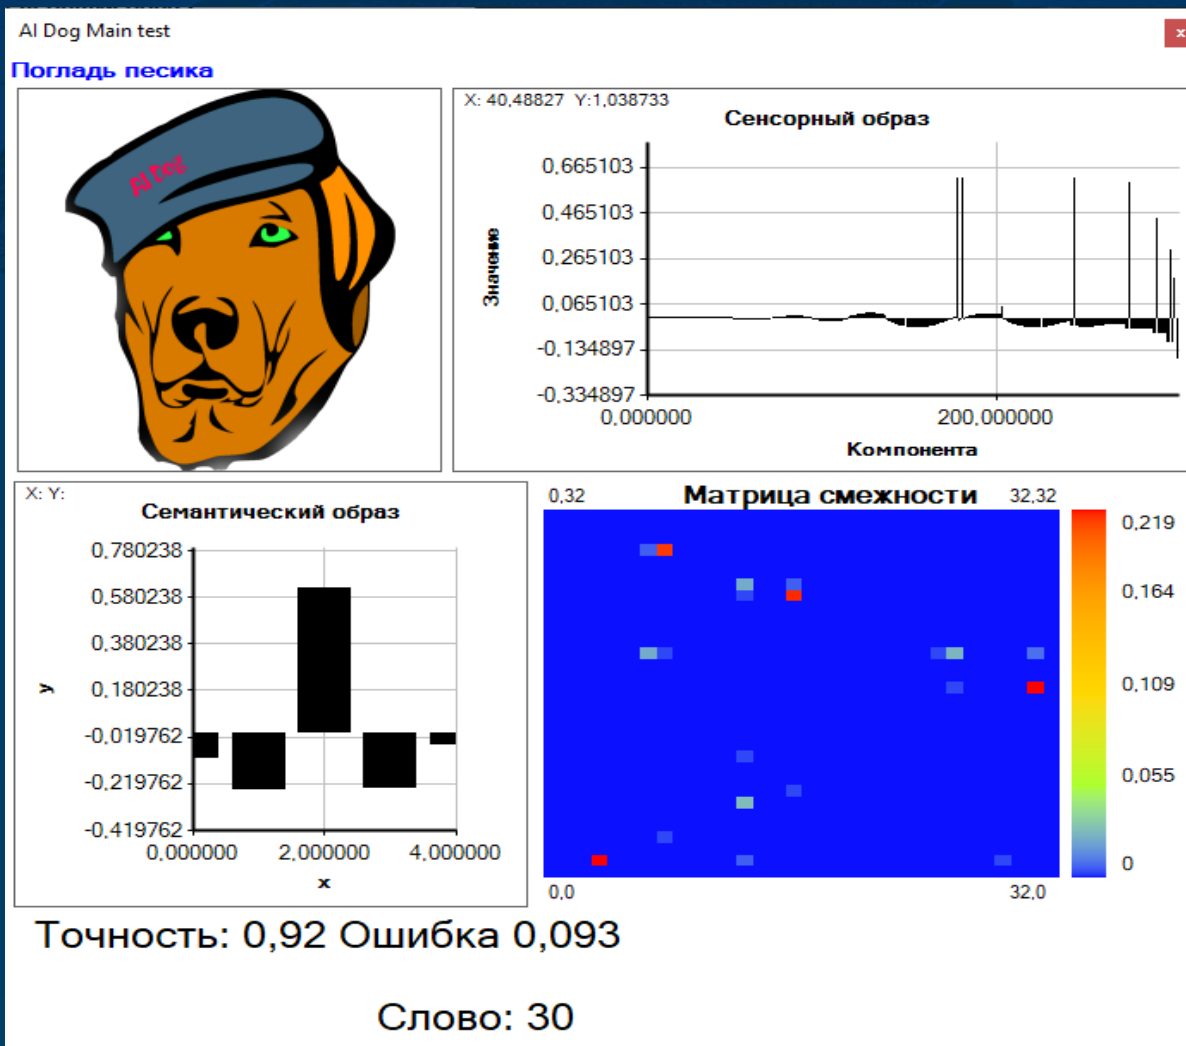 AI Dog Main test
x
Погладь песика
AI Dog
X: 40,48827 Y:1,038733
Сенсорный образ
0,665103
0,465103
0,265103
0,065103
-0,134897
-0,334897
Значение
0,000000 200,000000
Компонента
X: Y:
Семантический образ
0,780238
0,580238
0,380238
0,180238
-0,019762
-0,219762
-0,419762
y
0,000000 2,000000 4,000000
x
0,32 Матрица смежности 32,32
0,219
0,164
0,109
0,055
0
0,0 32,0
Точность: 0,92 Ошибка 0,093
Слово: 30